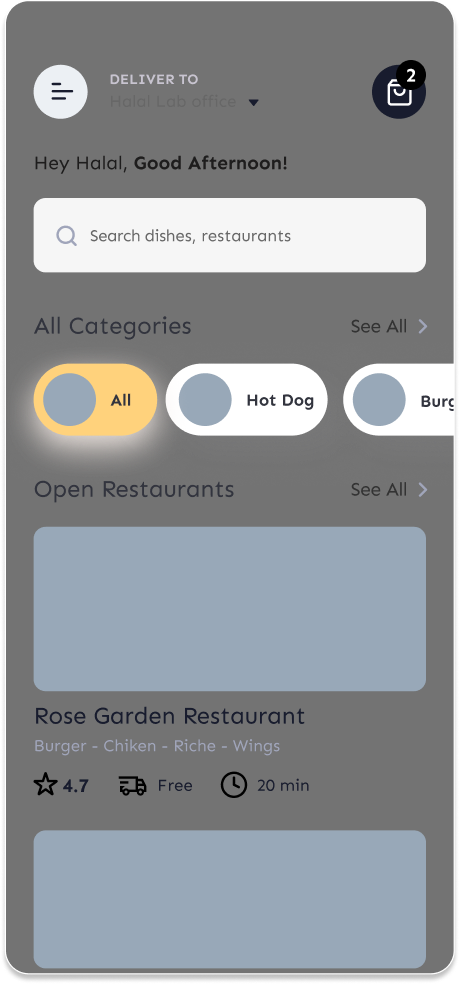 DELIVER TO
Halal Lab office
2
Hey Halal, Good Afternoon!
Search dishes, restaurants
All Categories
See All
All
Hot Dog
Open Restaurants
See All
Rose Garden Restaurant
Burger - Chiken - Riche - Wings
4.7
Free
20 min